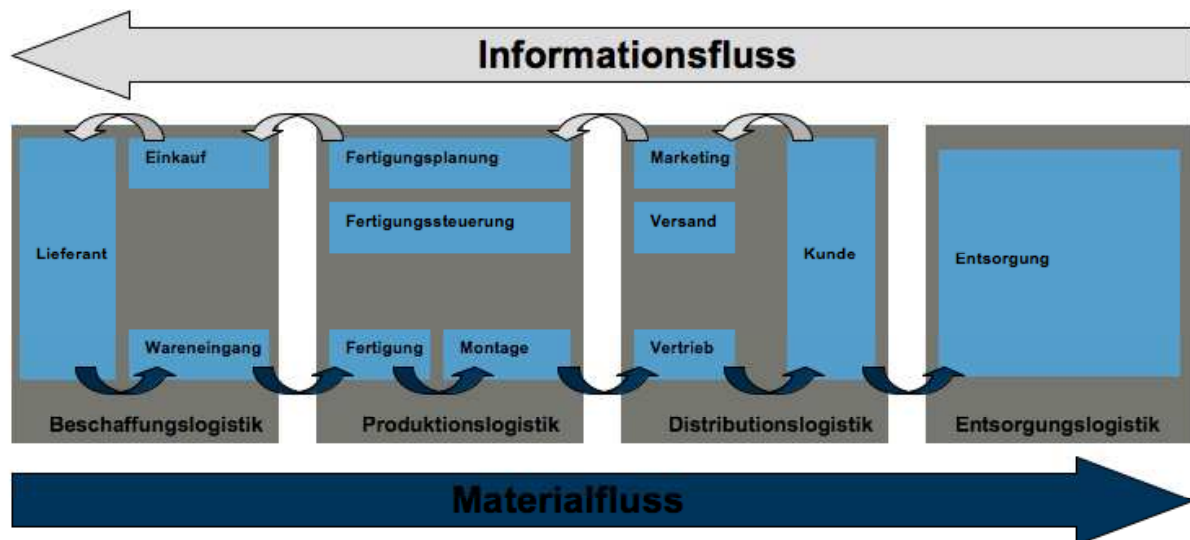 Informationsfluss
Einkauf
Fertigungsplanung
Marketing
Fertigungssteuerung
Versand
Lieferant
Kunde
Entsorgung
Wareneingang
Fertigung
Montage
Vertrieb
Beschaffungslogistik
Produktionslogistik
Distributionslogistik
Entsorgungslogistik
Materialfluss